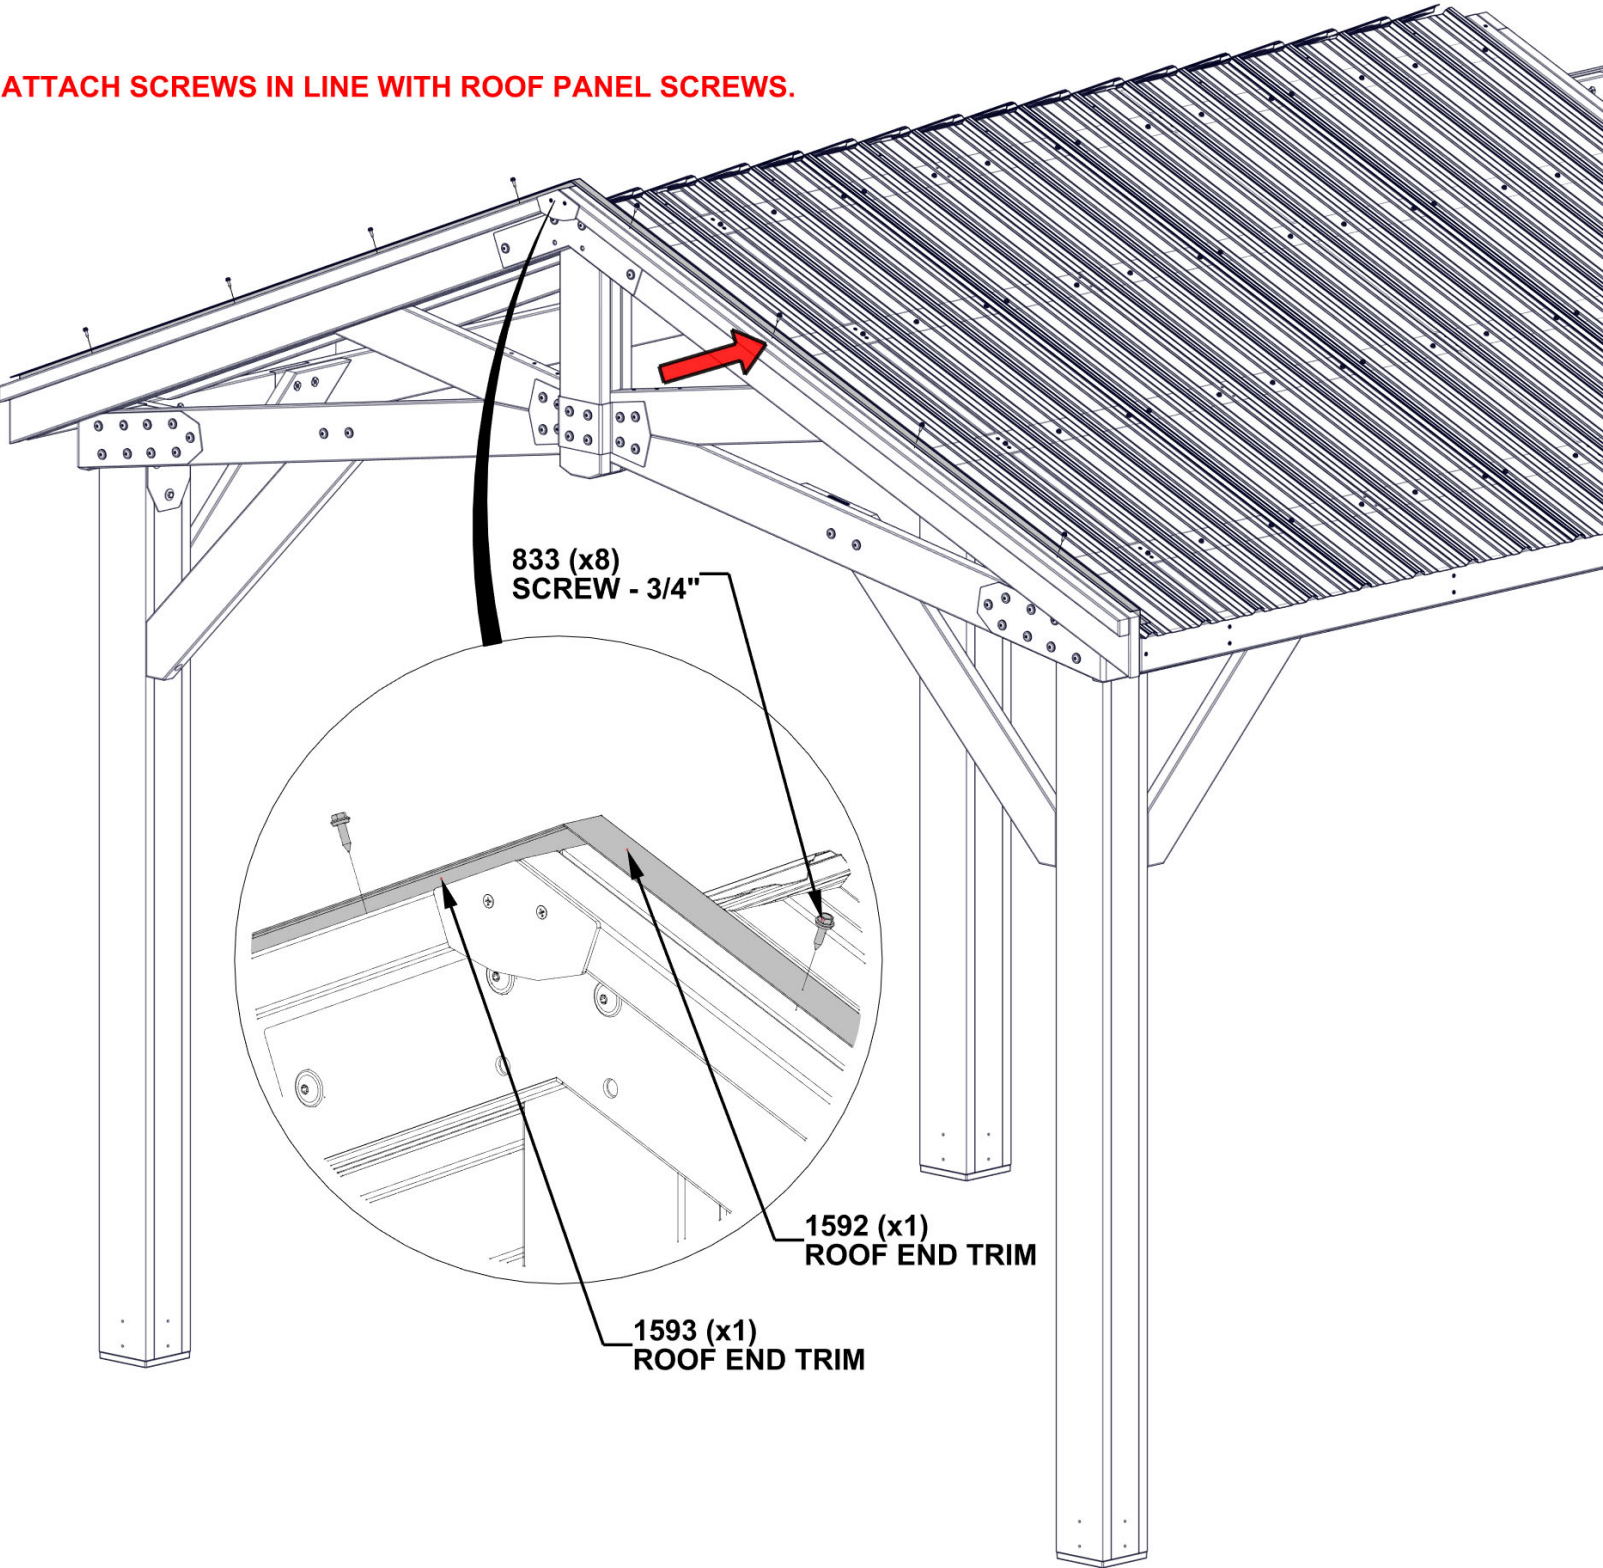 ATTACH SCREWS IN LINE WITH ROOF PANEL SCREWS.
833 (x8)
SCREW - 3/4"
1592 (x1)
ROOF END TRIM
1593 (x1)
ROOF END TRIM